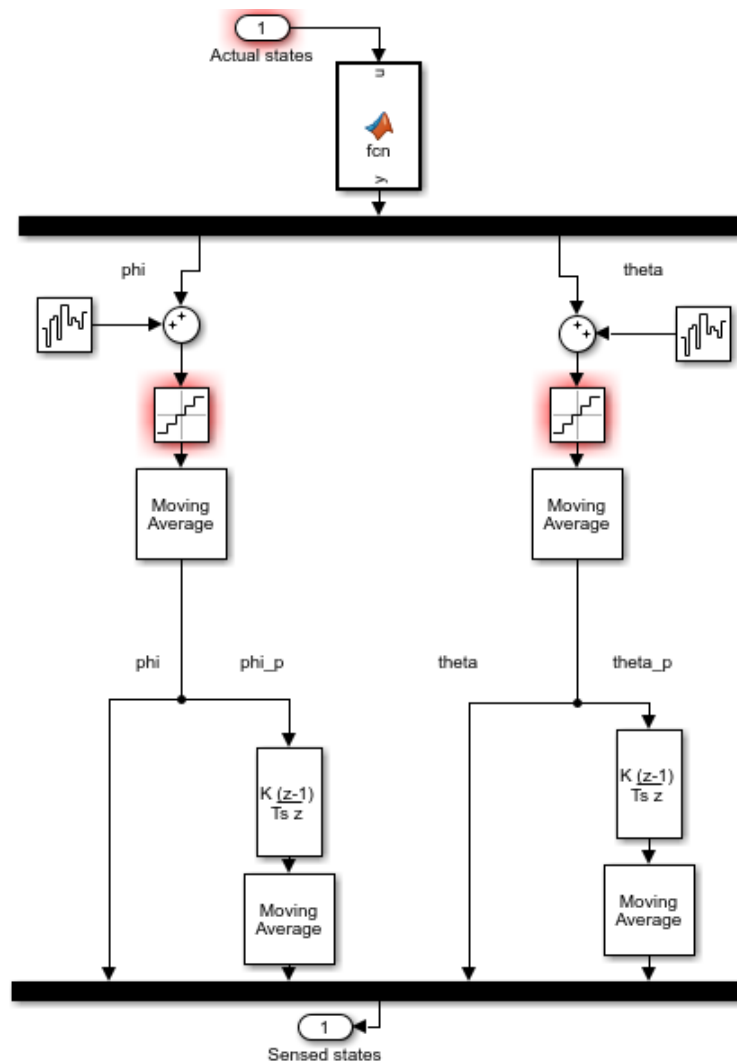 1
Actual states
u
fcn
y
phi
theta
Moving
Average
Moving
Average
phi
phi_p
theta
theta_p
K (z-1)
Ts z
K (z-1)
Ts z
Moving
Average
Moving
Average
1
Sensed states